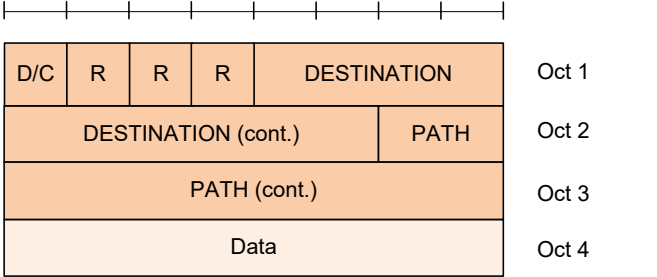 D/C R R R DESTINATION Oct 1
DESTINATION (cont.) PATH Oct 2
PATH (cont.) Oct 3
Data Oct 4